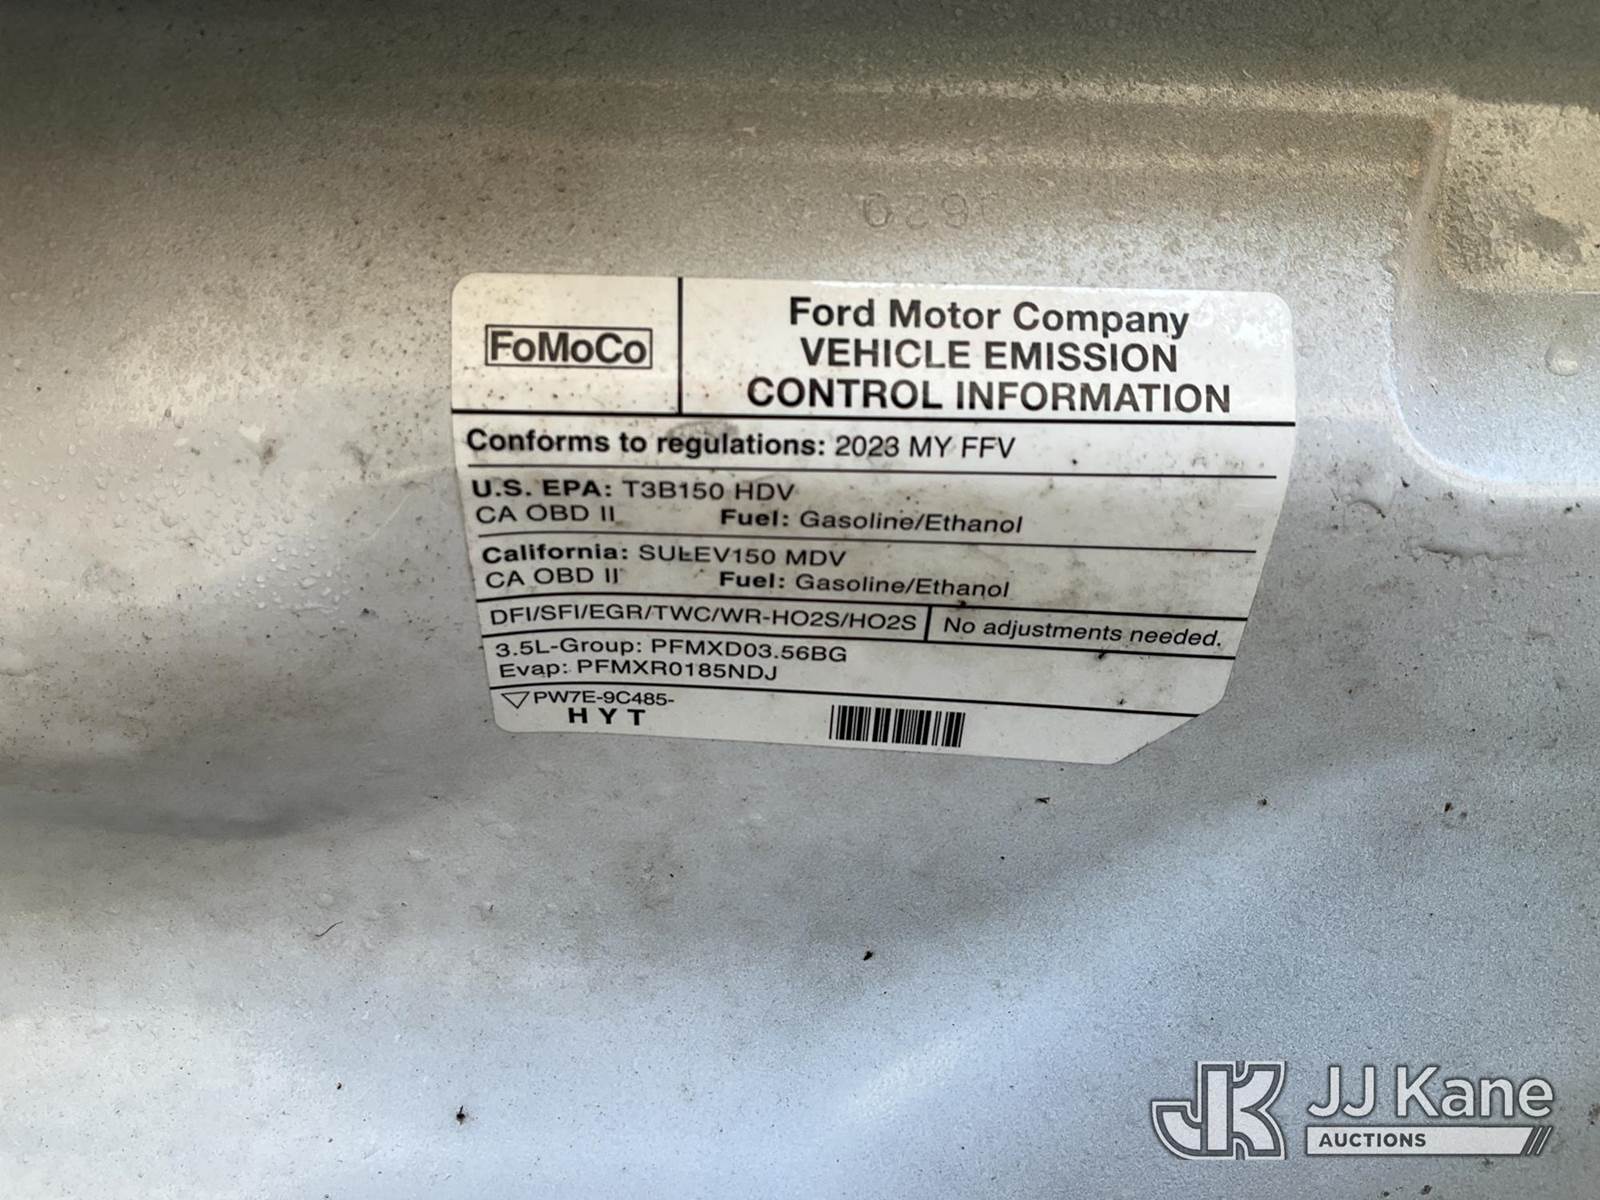 0620
FoMoCo
Ford Motor Company
VEHICLE EMISSION
CONTROL INFORMATION
Conforms to regulations: 2023 MY FFV
U.S. EPA: T3B150 HDV
CA OBD II Fuel: Gasoline/Ethanol
California: SULEV150 MDV
CA OBD II Fuel: Gasoline/Ethanol
DFI/SFI/EGR/TWC/WR-HO2S/HO2S No adjustments needed.
3.5L-Group: PFMXD03.56BG
Evap: PFMXR0185NDJ
PW7E-9C485-
HYT
JK JJ Kane
AUCTIONS